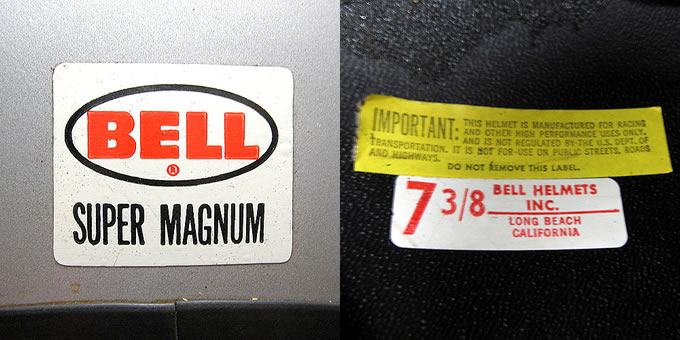 BELL
®
SUPER MAGNUM
IMPORTANT: THIS HELMET IS MANUFACTURED FOR RACING
AND OTHER HIGH PERFORMANCE USES ONLY,
AND IS NOT REGULATED BY THE U.S. DEPT. OF
TRANSPORTATION. IT IS NOT FOR USE ON PUBLIC STREETS, ROADS
AND HIGHWAYS.
DO NOT REMOVE THIS LABEL.
7 3/8 BELL HELMETS
INC.
LONG BEACH
CALIFORNIA